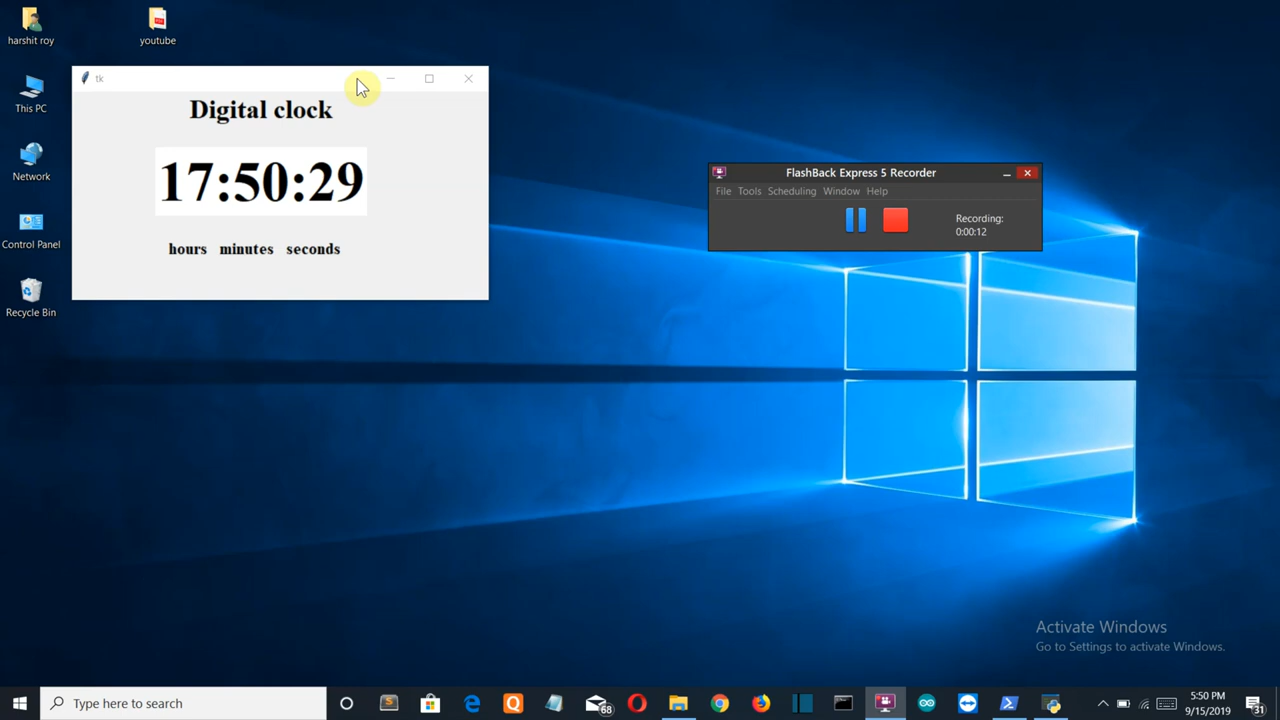 harshit roy
youtube
This PC
Network
Control Panel
Recycle Bin
tk
Digital clock
17:50:29
hours minutes seconds
FlashBack Express 5 Recorder
File Tools Scheduling Window Help
Recording:
0:00:12
Activate Windows
Go to Settings to activate Windows.
Type here to search
68
5:50 PM
9/15/2019
31